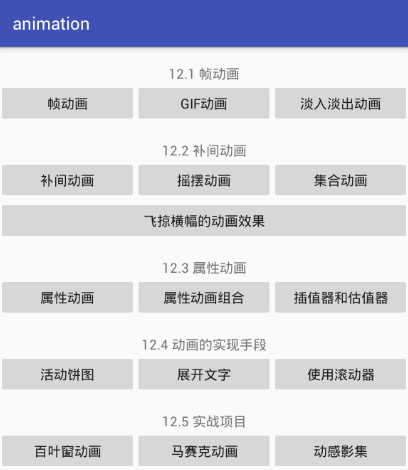 animation
12.1 帧动画
帧动画 GIF动画 淡入淡出动画
12.2 补间动画
补间动画 摇摆动画 集合动画
飞掠横幅的动画效果
12.3 属性动画
属性动画 属性动画组合 插值器和估值器
12.4 动画的实现手段
活动饼图 展开文字 使用滚动器
12.5 实战项目
百叶窗动画 马赛克动画 动感影集